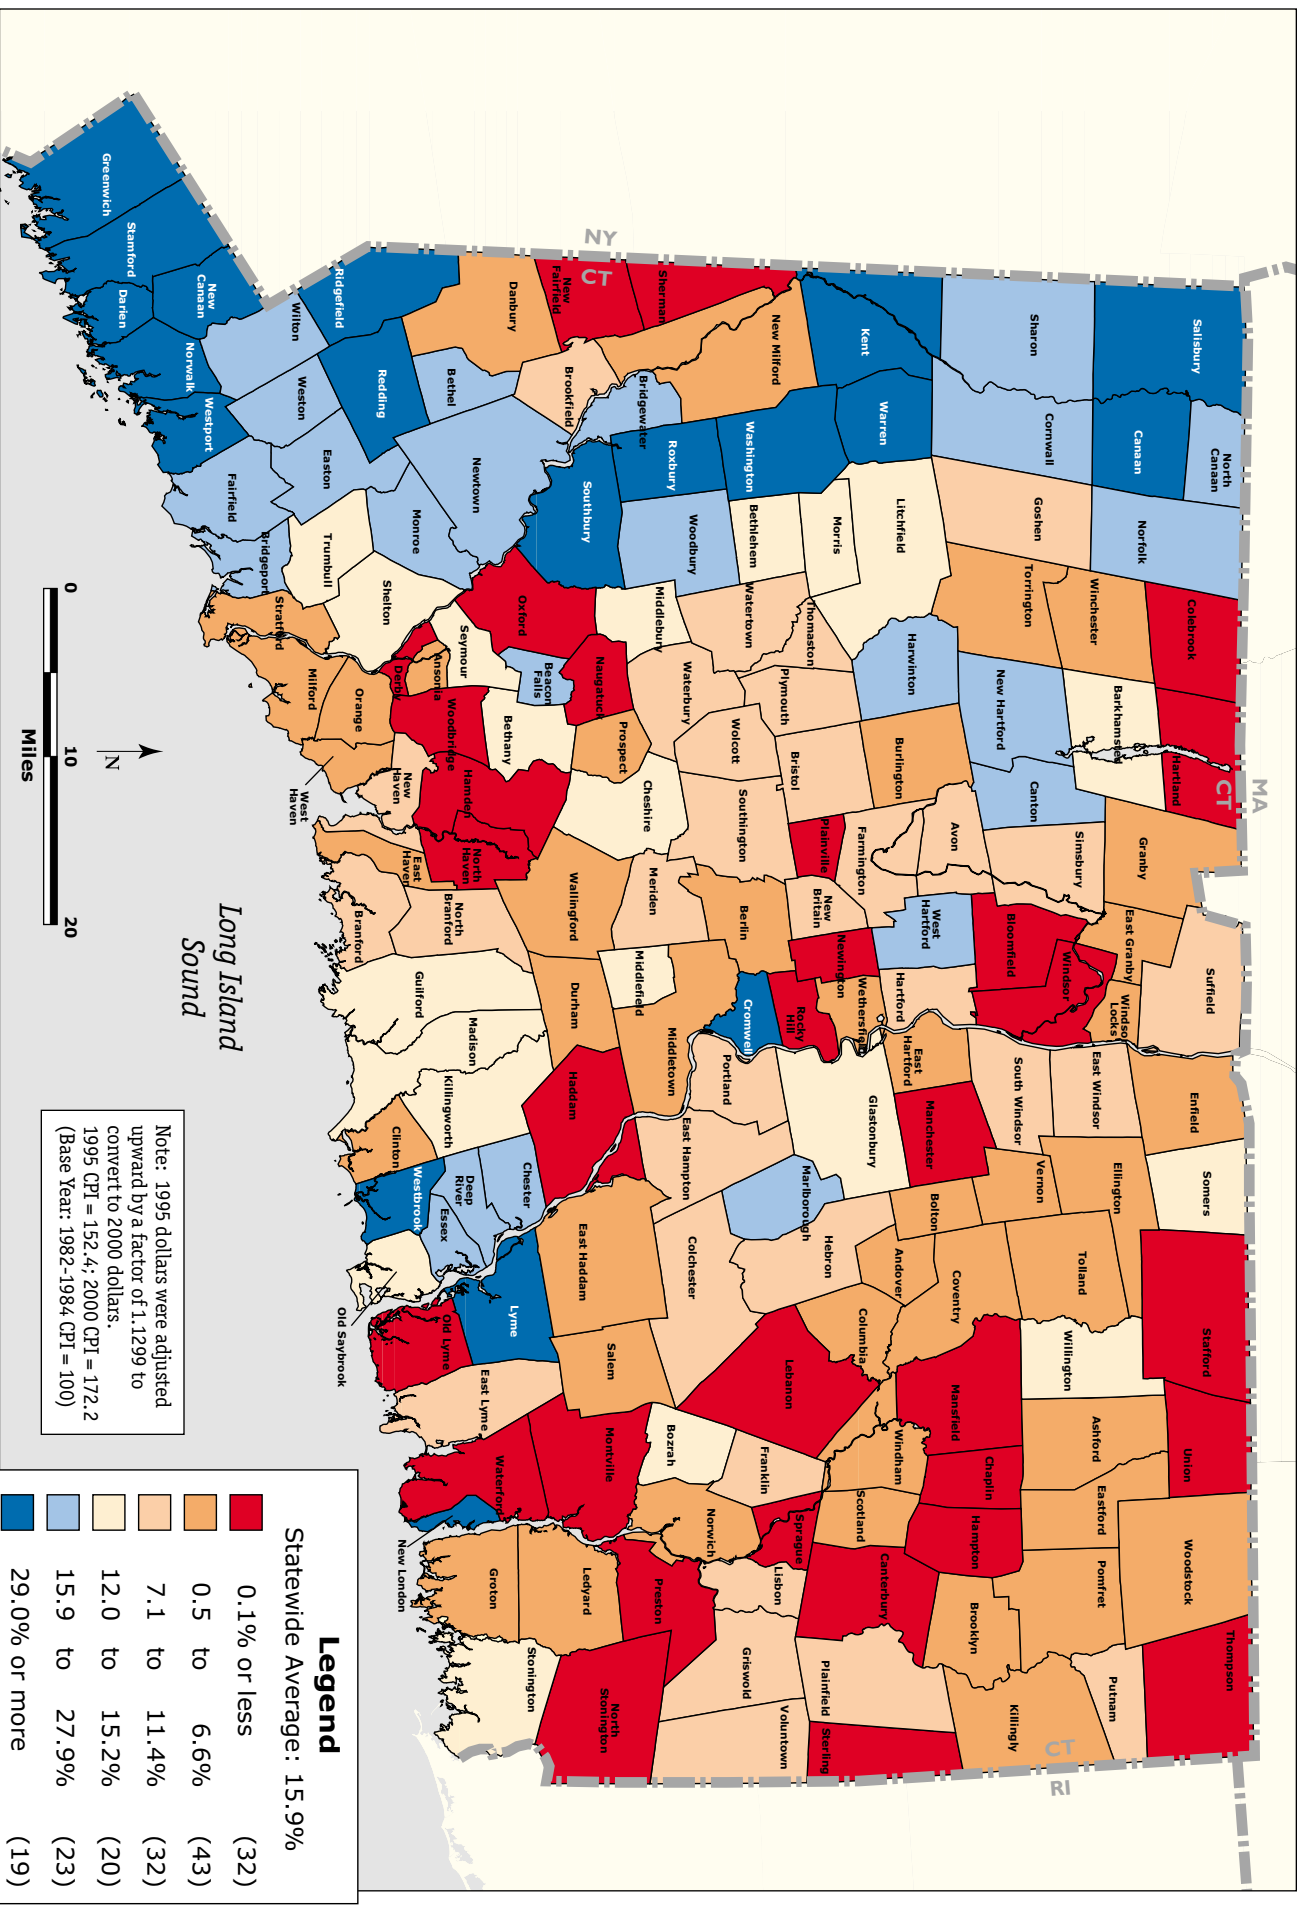 NY
CT
MA
CT
CT
RI
Salisbury
North
Canaan
Canaan
Norfolk
Colebrook
Hartland
Granby
Suffield
Enfield
Somers
Stafford
Union
Woodstock
Thompson
Sharon
Cornwall
Goshen
Torrington
Winchester
Barkhamsted
New Hartford
Canton
Simsbury
East Granby
Windsor
Locks
Windsor
Bloomfield
East Windsor
South Windsor
Ellington
Vernon
Tolland
Willington
Ashford
Eastford
Pomfret
Putnam
Killingly
Kent
Warren
Litchfield
Morris
Harwinton
Burlington
Avon
Farmington
West
Hartford
Hartford
East
Hartford
Manchester
Bolton
Andover
Coventry
Mansfield
Chaplin
Hampton
Brooklyn
Sherman
New Milford
Washington
Bethlehem
Watertown
Thomaston
Plymouth
Bristol
Plainville
New
Britain
Newington
Wethersfield
Rocky
Hill
Glastonbury
Marlborough
Hebron
Columbia
Lebanon
Windham
Scotland
Canterbury
Plainfield
Sterling
New
Fairfield
Brookfield
Bridgewater
Roxbury
Woodbury
Middlebury
Waterbury
Wolcott
Southington
Berlin
Cromwell
Portland
East Hampton
Colchester
Bozrah
Franklin
Sprague
Norwich
Lisbon
Griswold
Voluntown
Danbury
Bethel
Newtown
Southbury
Oxford
Naugatuck
Beacon
Falls
Prospect
Cheshire
Meriden
Middlefield
Middletown
Durham
Haddam
East Haddam
Salem
Montville
Ledyard
Preston
North
Stonington
Ridgefield
Redding
Monroe
Shelton
Seymour
Ansonia
Derby
Woodbridge
Bethany
Hamden
North
Haven
Wallingford
North
Branford
Guilford
Madison
Killingworth
Chester
Deep
River
Essex
Lyme
Old Lyme
East Lyme
Waterford
Groton
Stonington
Wilton
Weston
Easton
Trumbull
Stratford
Milford
Orange
New
Haven
East
Haven
Branford
Clinton
Westbrook
Greenwich
Stamford
New
Canaan
Darien
Norwalk
Westport
Fairfield
Bridgeport
West
Haven
Old Saybrook
New London
Long Island
Sound
N
0 10 20
Miles
Note: 1995 dollars were adjusted
upward by a factor of 1.1299 to
convert to 2000 dollars.
1995 CPI = 152.4; 2000 CPI = 172.2
(Base Year: 1982-1984 CPI = 100)
Legend
Statewide Average: 15.9%
0.1% or less (32)
0.5 to 6.6% (43)
7.1 to 11.4% (32)
12.0 to 15.2% (20)
15.9 to 27.9% (23)
29.0% or more (19)